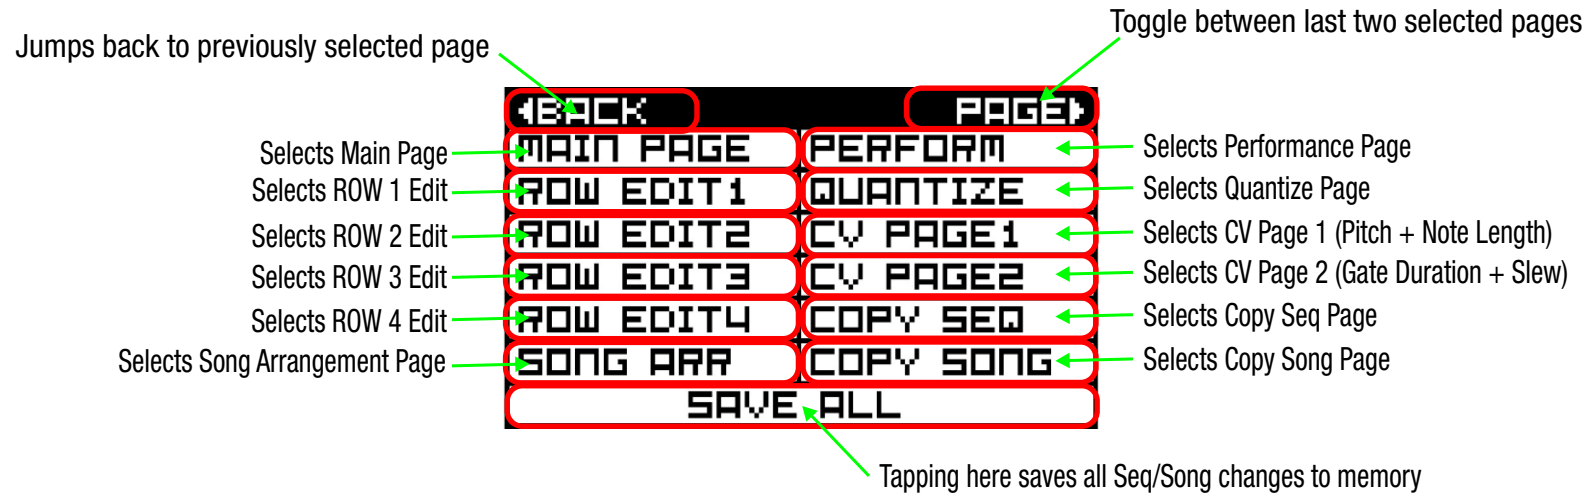 Toggle between last two selected pages
Jumps back to previously selected page
BACK PAGE
Selects Main Page MAIN PAGE PERFORM Selects Performance Page
Selects ROW 1 Edit ROW EDIT1 QUANTIZE Selects Quantize Page
Selects ROW 2 Edit ROW EDIT2 CV PAGE1 Selects CV Page 1 (Pitch + Note Length)
Selects ROW 3 Edit ROW EDIT3 CV PAGE2 Selects CV Page 2 (Gate Duration + Slew)
Selects ROW 4 Edit ROW EDIT4 COPY SEQ Selects Copy Seq Page
Selects Song Arrangement Page SONG ARR COPY SONG Selects Copy Song Page
SAVE ALL
Tapping here saves all Seq/Song changes to memory